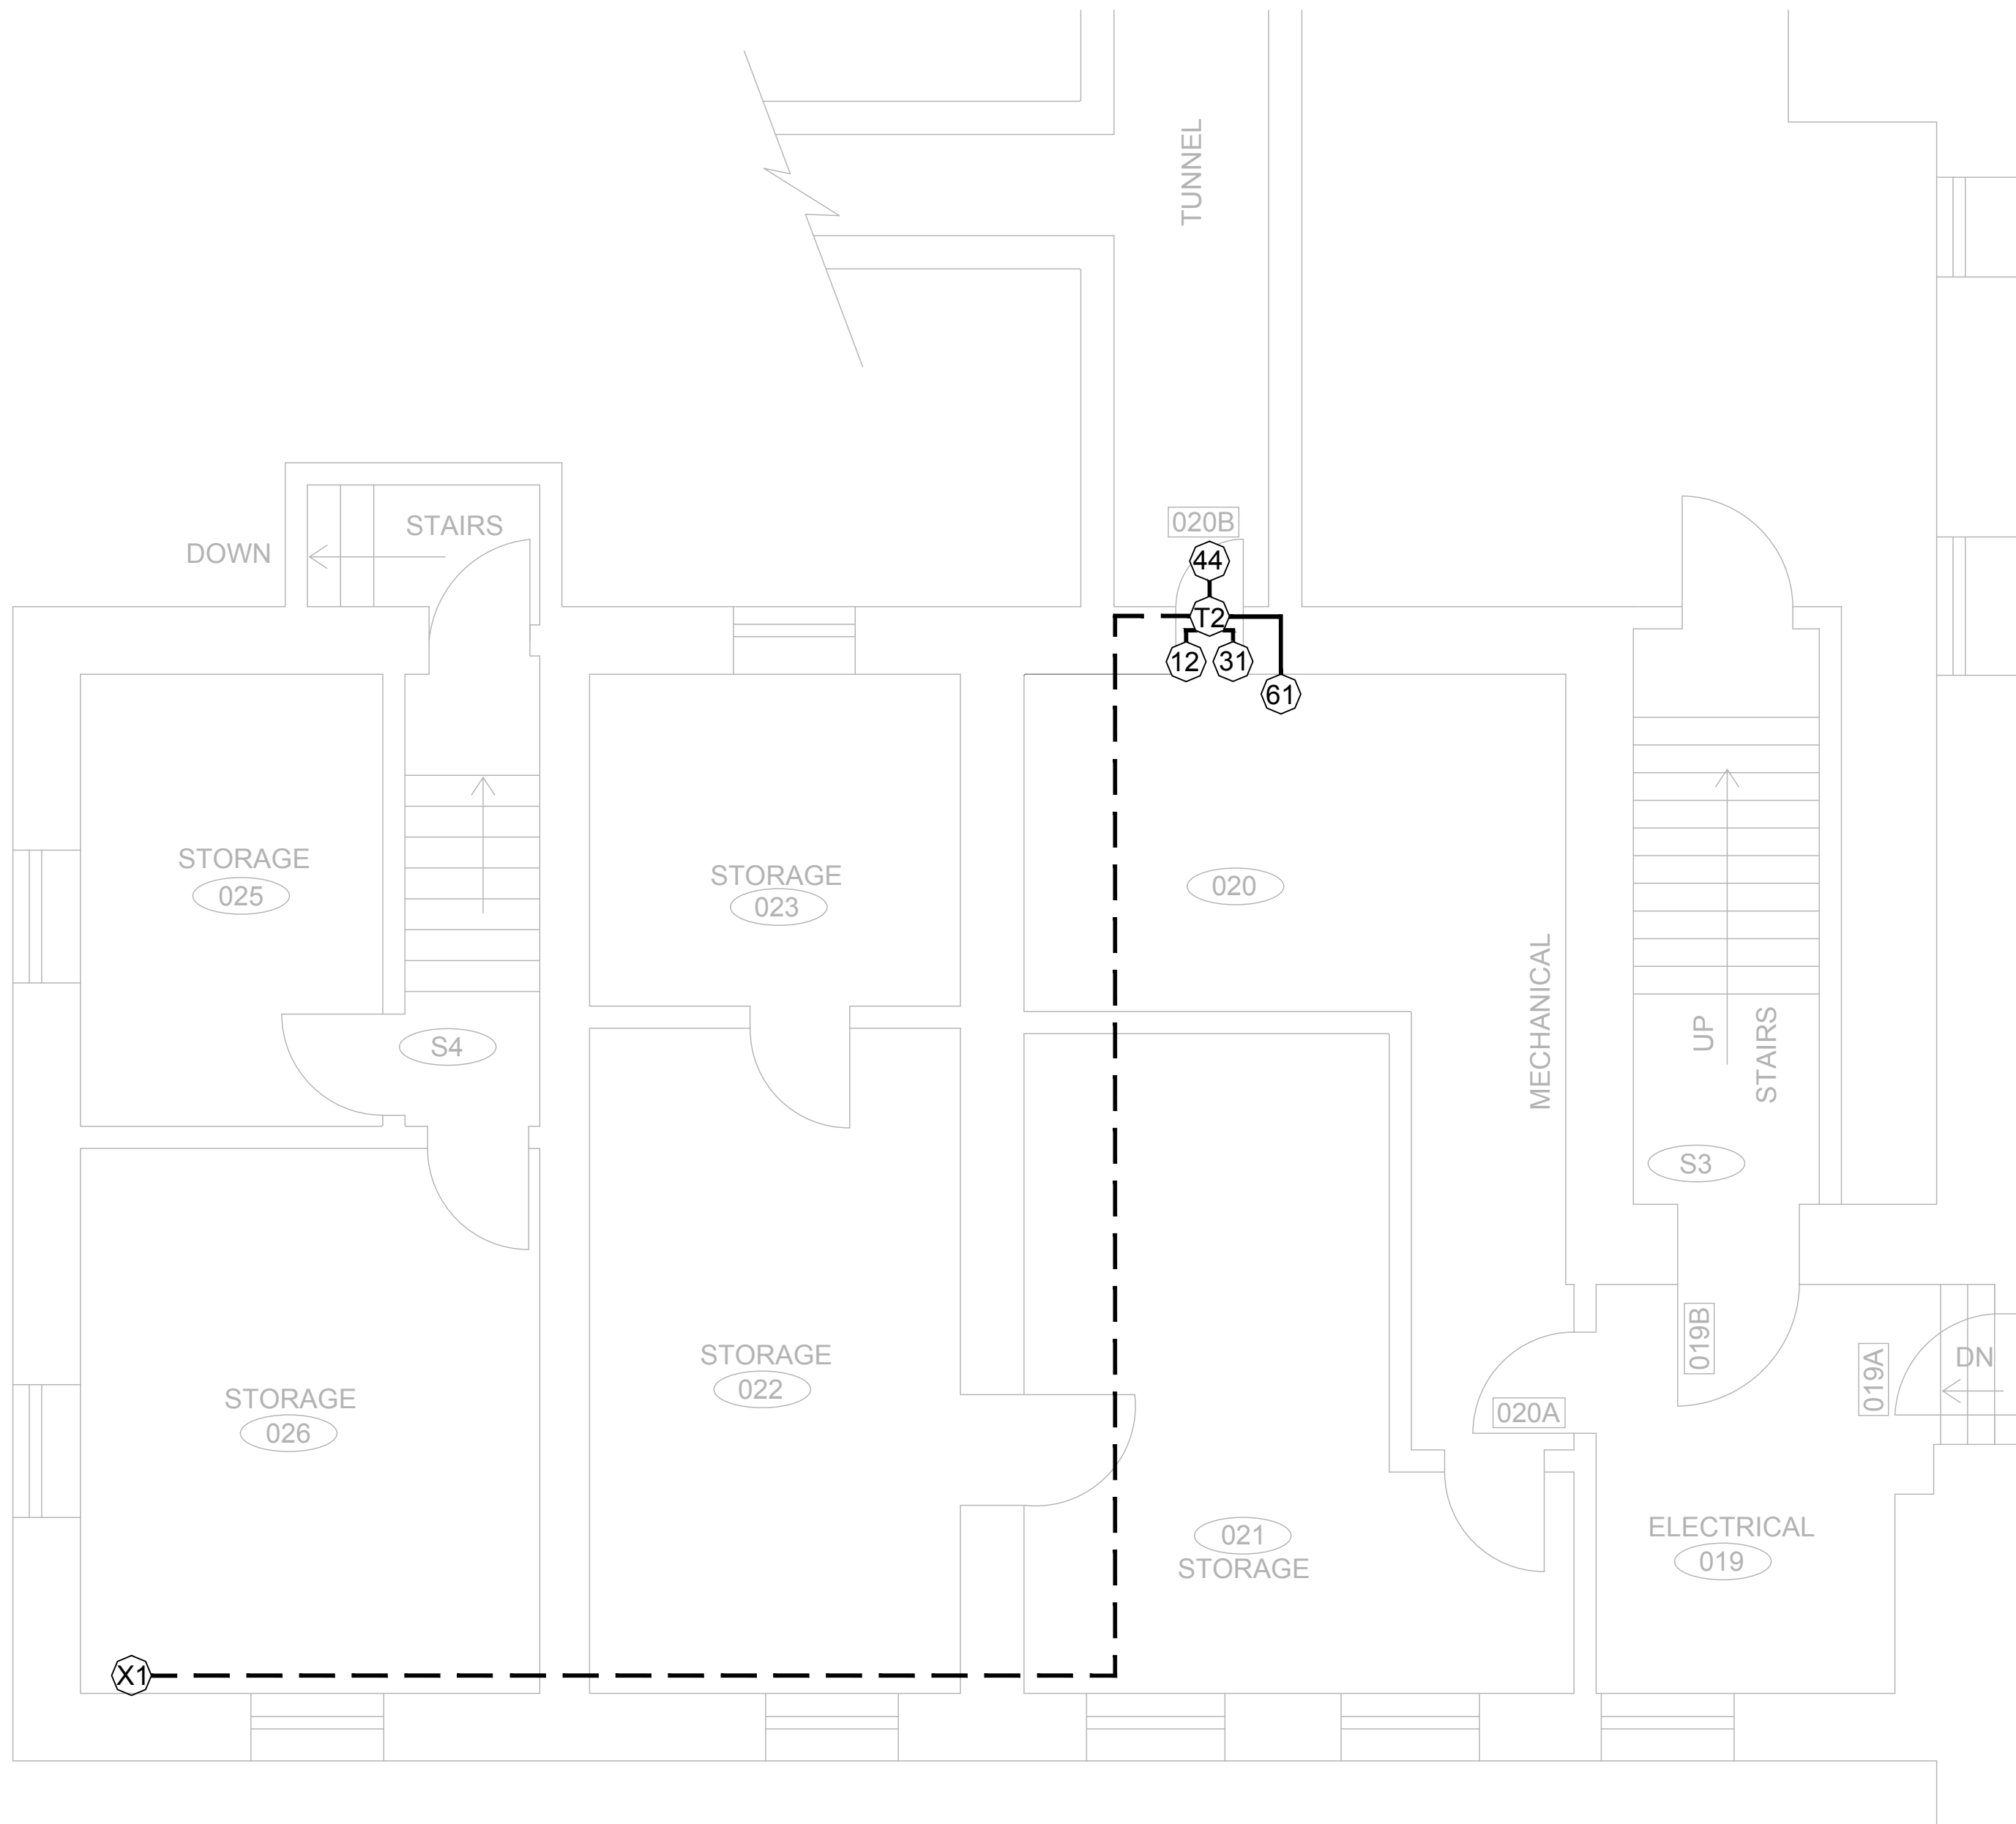 TUNNEL
020B
STAIRS
DOWN
44
T2
12
31
61
STORAGE
025
STORAGE
023
020
MECHANICAL
S4
UP
STAIRS
S3
019B
019A
DN
STORAGE
022
STORAGE
026
020A
021
STORAGE
ELECTRICAL
019
X1